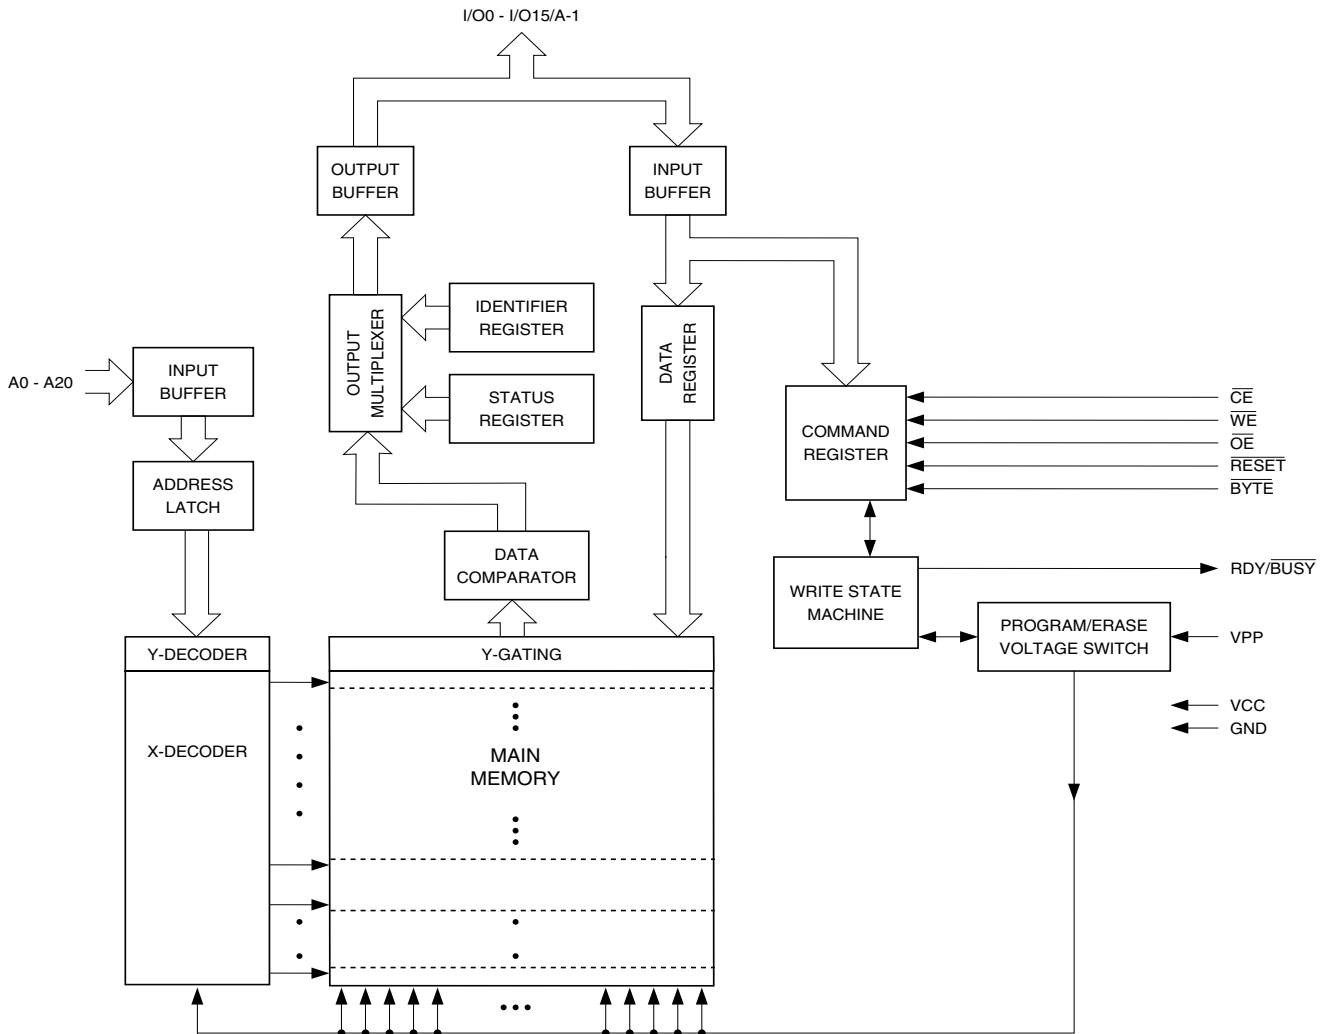 I/O0 - I/O15/A-1
OUTPUT
BUFFER
INPUT
BUFFER
IDENTIFIER
REGISTER
OUTPUT
MULTIPLEXER
STATUS
REGISTER
DATA
REGISTER
A0 - A20
INPUT
BUFFER
ADDRESS
LATCH
COMMAND
REGISTER
CE
WE
OE
RESET
BYTE
DATA
COMPARATOR
WRITE STATE
MACHINE
RDY/BUSY
PROGRAM/ERASE
VOLTAGE SWITCH
VPP
VCC
GND
Y-DECODER
Y-GATING
X-DECODER
MAIN
MEMORY